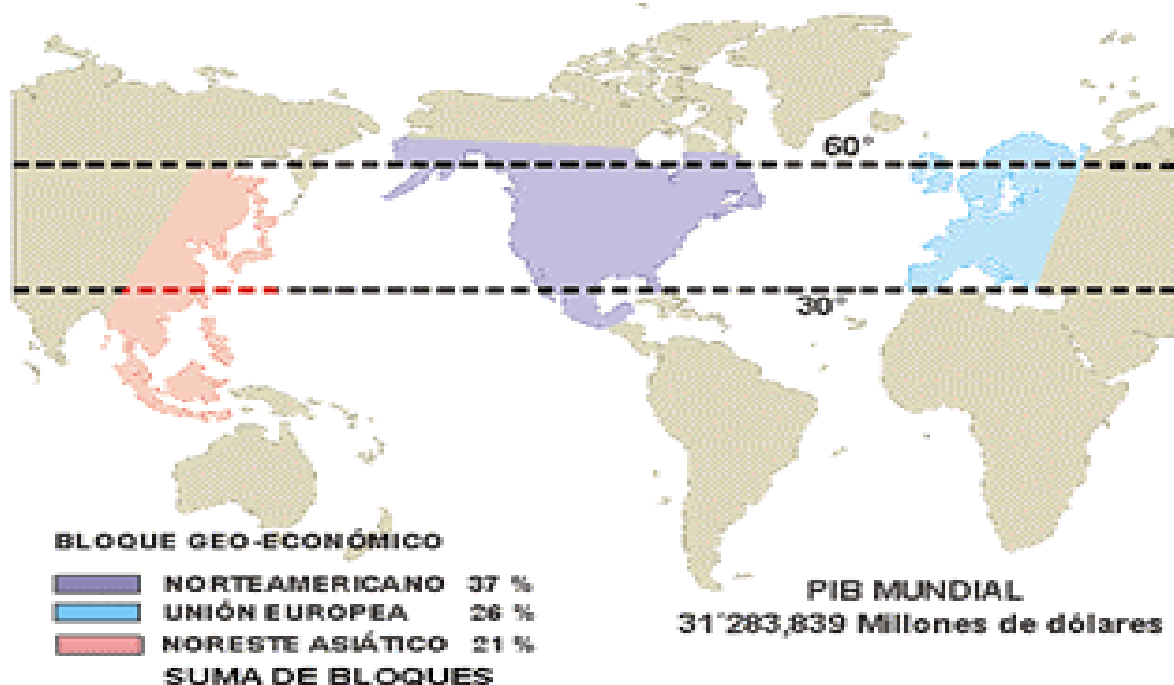 60°
30°
BLOQUE GEO-ECONÓMICO
NORTEAMERICANO 37 %
UNIÓN EUROPEA 26 %
NORESTE ASIÁTICO 21 %
SUMA DE BLOQUES
PIB MUNDIAL
31´283,839 Millones de dólares